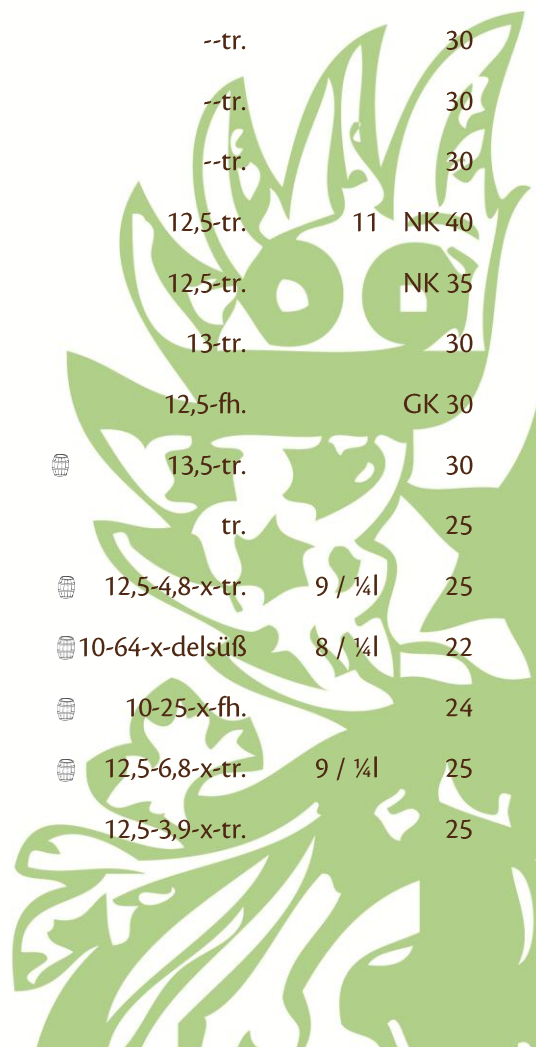 --tr. 30
--tr. 30
--tr. 30
12,5-tr. 11 NK 40
12,5-tr. NK 35
13-tr. 30
12,5-fh. GK 30
13,5-tr. 30
tr. 25
12,5-4,8-x-tr. 9 / ¼l 25
10-64-x-delsüß 8 / ¼l 22
10-25-x-fh. 24
12,5-6,8-x-tr. 9 / ¼l 25
12,5-3,9-x-tr. 25